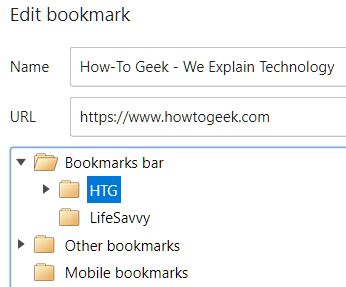 Edit bookmark
Name How-To Geek - We Explain Technology
URL https://www.howtogeek.com
Bookmarks bar
HTG
LifeSavvy
Other bookmarks
Mobile bookmarks